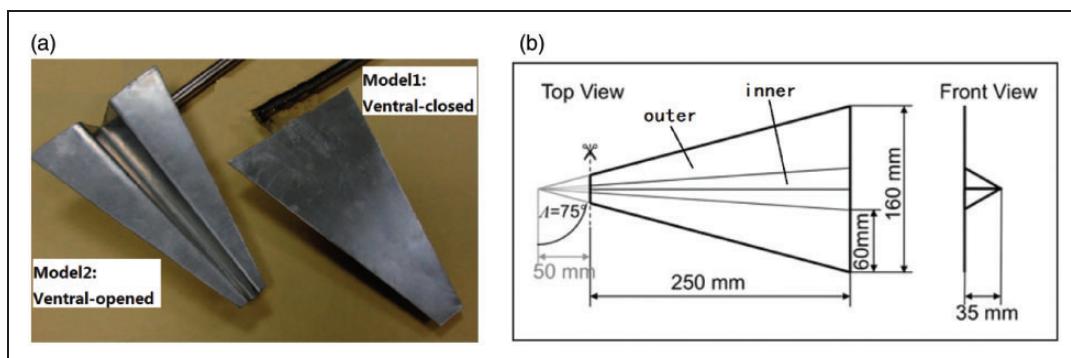 (a)
Model1:
Ventral-closed
Model2:
Ventral-opened
(b)
Top View
inner
Front View
outer
Λ=75°
50 mm
250 mm
60mm
160 mm
35 mm